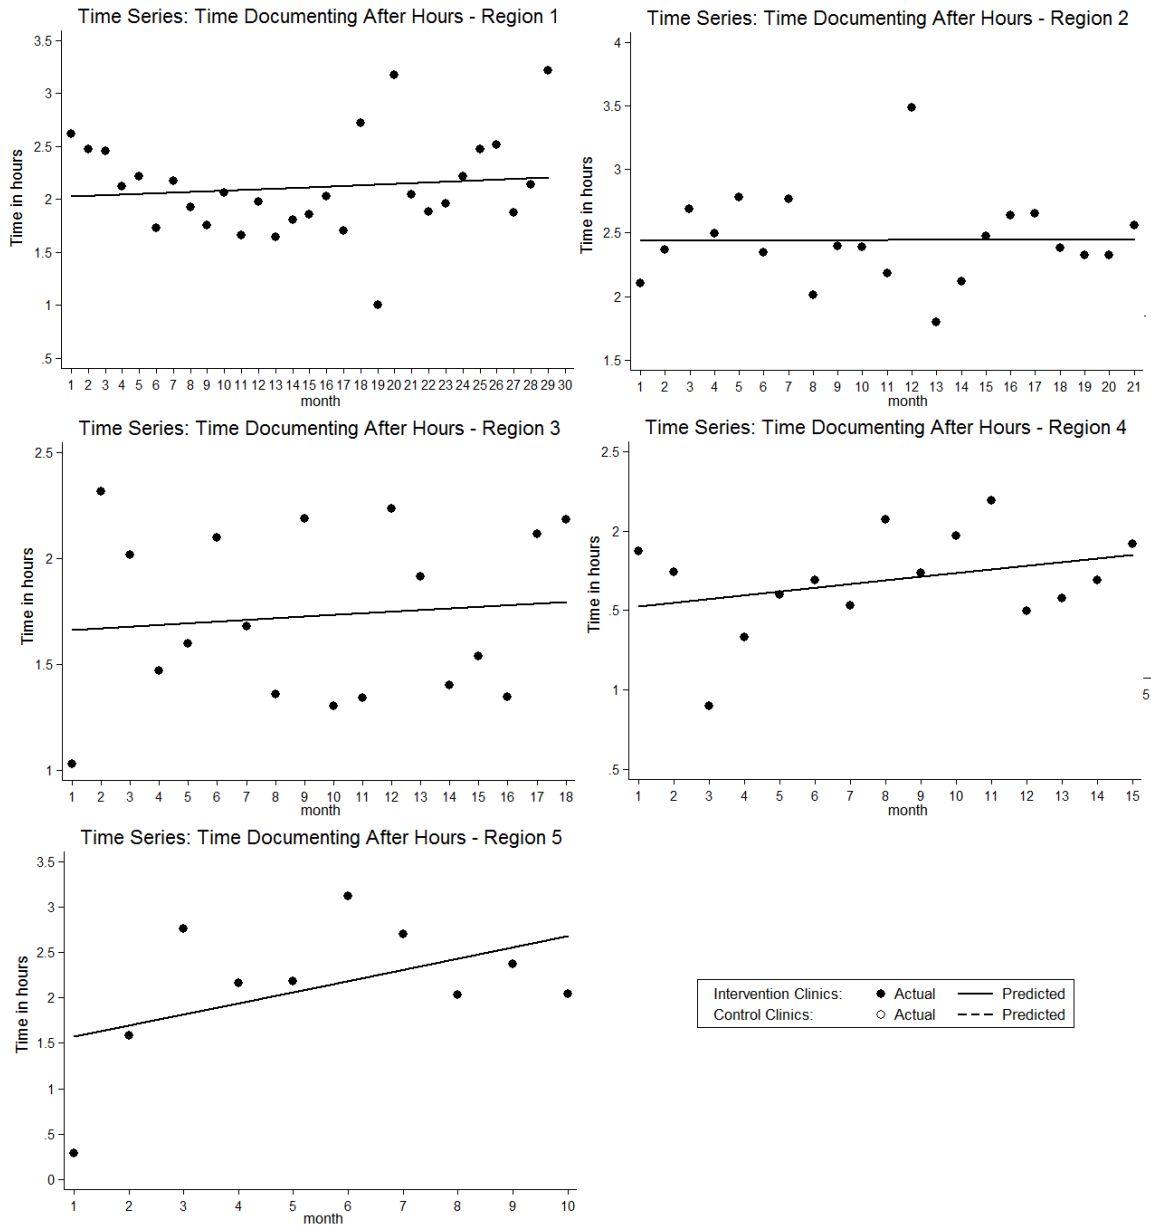 Time Series: Time Documenting After Hours - Region 1
Time in hours
3.5
3
2.5
2
1.5
1
.5
1 2 3 4 5 6 7 8 9 10 11 12 13 14 15 16 17 18 19 20 21 22 23 24 25 26 27 28 29 30
month
Time Series: Time Documenting After Hours - Region 2
Time in hours
4
3.5
3
2.5
2
1.5
1 2 3 4 5 6 7 8 9 10 11 12 13 14 15 16 17 18 19 20 21
month
Time Series: Time Documenting After Hours - Region 3
Time in hours
2.5
2
1.5
1
1 2 3 4 5 6 7 8 9 10 11 12 13 14 15 16 17 18
month
Time Series: Time Documenting After Hours - Region 4
Time in hours
2.5
2
.5
1
.5
1 2 3 4 5 6 7 8 9 10 11 12 13 14 15
month
5
Time Series: Time Documenting After Hours - Region 5
Time in hours
3.5
3
2.5
2
1.5
1
.5
0
1 2 3 4 5 6 7 8 9 10
month
Intervention Clinics: Actual Predicted
Control Clinics: Actual Predicted